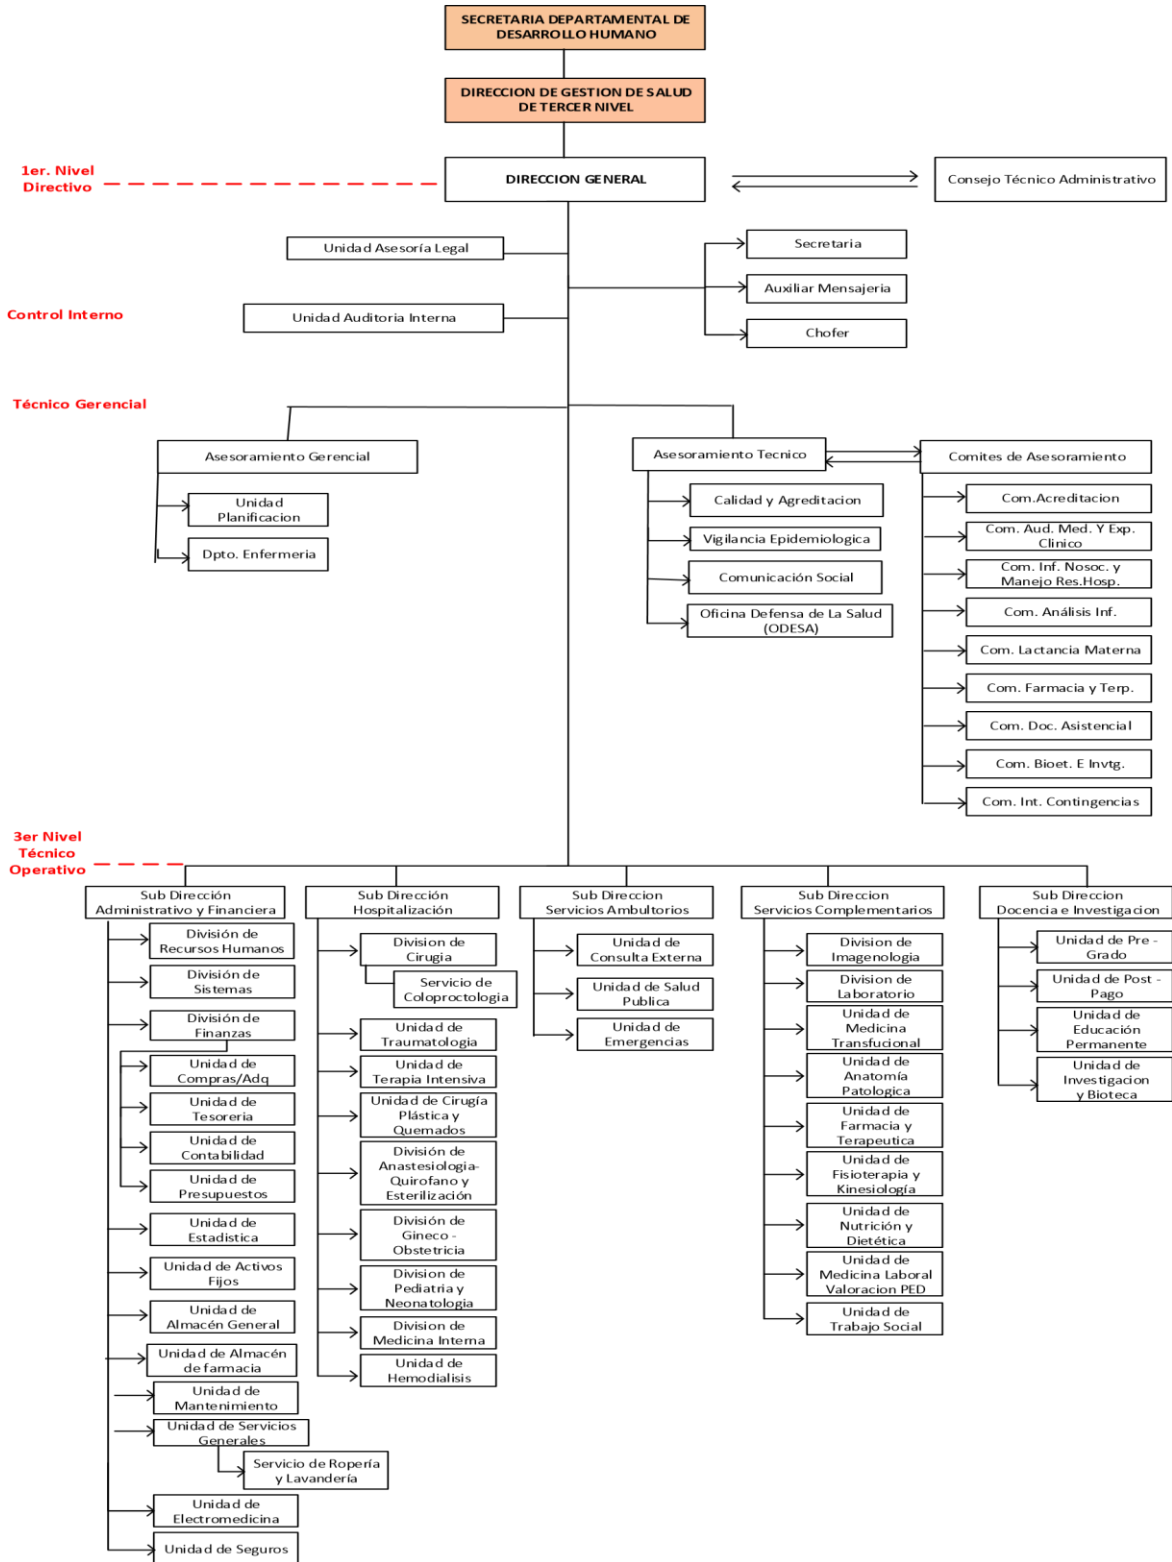 SECRETARIA DEPARTAMENTAL DE
DESARROLLO HUMANO
DIRECCION DE GESTION DE SALUD
DE TERCER NIVEL
1er. Nivel
Directivo
DIRECCION GENERAL
Consejo Técnico Administrativo
Unidad Asesoría Legal
Secretaria
Auxiliar Mensajeria
Control Interno
Unidad Auditoria Interna
Chofer
Técnico Gerencial
Asesoramiento Gerencial
Unidad
Planificacion
Dpto. Enfermeria
Asesoramiento Tecnico
Calidad y Agreditacion
Vigilancia Epidemiologica
Comunicación Social
Oficina Defensa de La Salud
(ODESA)
Comites de Asesoramiento
Com.Acreditacion
Com. Aud. Med. Y Exp.
Clinico
Com. Inf. Nosoc. y
Manejo Res.Hosp.
Com. Análisis Inf.
Com. Lactancia Materna
Com. Farmacia y Terp.
Com. Doc. Asistencial
Com. Bioet. E Invtg.
Com. Int. Contingencias
3er Nivel
Técnico
Operativo
Sub Dirección
Administrativo y Financiera
División de
Recursos Humanos
División de
Sistemas
División de
Finanzas
Unidad de
Compras/Adq
Unidad de
Tesoreria
Unidad de
Contabilidad
Unidad de
Presupuestos
Unidad de
Estadistica
Unidad de Activos
Fijos
Unidad de
Almacén General
Unidad de Almacén
de farmacia
Unidad de
Mantenimiento
Unidad de Servicios
Generales
Servicio de Ropería
y Lavandería
Unidad de
Electromedicina
Unidad de Seguros
Sub Dirección
Hospitalización
Division de
Cirugia
Servicio de
Coloproctologia
Unidad de
Traumatologia
Unidad de
Terapia Intensiva
Unidad de Cirugía
Plástica y
Quemados
División de
Anastesiologia-
Quirofano y
Esterilización
División de
Gineco -
Obstetricia
Division de
Pediatria y
Neonatologia
Division de
Medicina Interna
Unidad de
Hemodialisis
Sub Direccion
Servicios Ambultorios
Unidad de
Consulta Externa
Unidad de Salud
Publica
Unidad de
Emergencias
Sub Direccion
Servicios Complementarios
Division de
Imagenologia
Division de
Laboratorio
Unidad de
Medicina
Transfucional
Unidad de
Anatomía
Patologica
Unidad de
Farmacia y
Terapeutica
Unidad de
Fisioterapia y
Kinesiología
Unidad de
Nutrición y
Dietética
Unidad de
Medicina Laboral
Valoracion PED
Unidad de
Trabajo Social
Sub Direccion
Docencia e Investigacion
Unidad de Pre -
Grado
Unidad de Post -
Pago
Unidad de
Educación
Permanente
Unidad de
Investigacion
y Bioteca